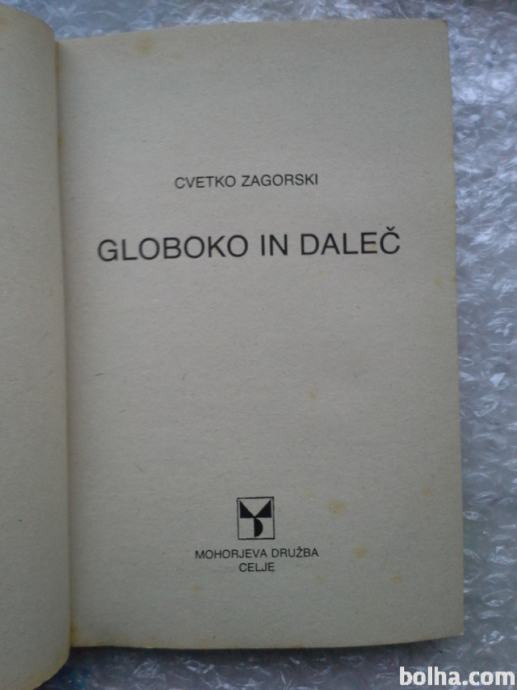 CVETKO ZAGORSKI
GLOBOKO IN DALEČ
MOHORJEVA DRUŽBA
CELJE
bolha.com